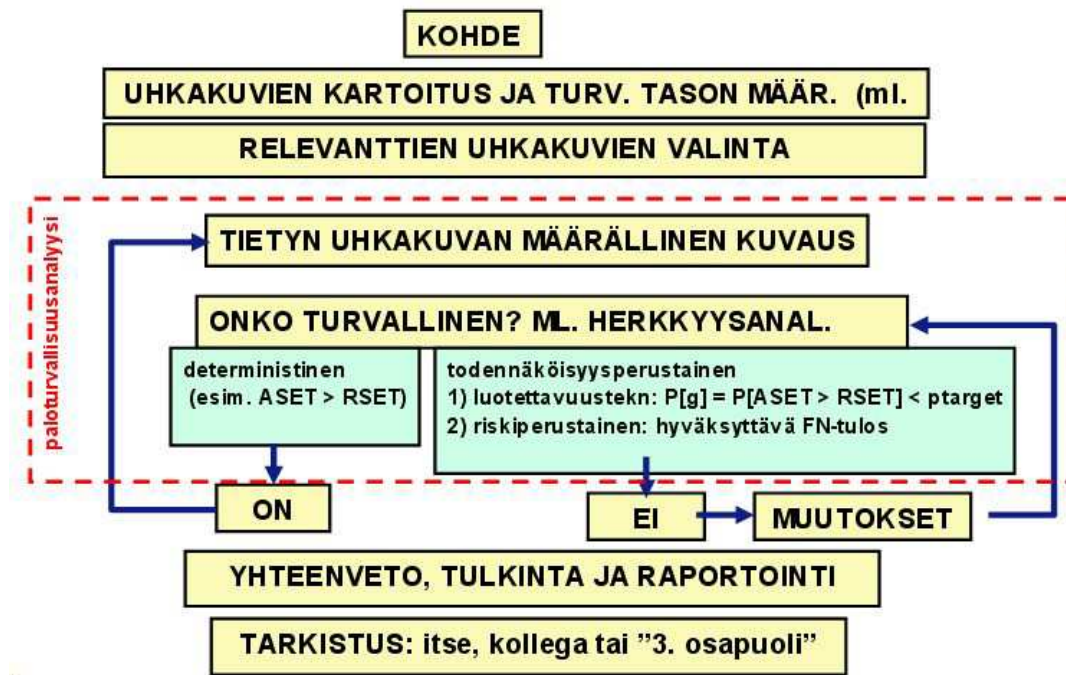 KOHDE
UHKAKUVIEN KARTOITUS JA TURV. TASON MÄÄR. (ml.
RELEVANTTIEN UHKAKUVIEN VALINTA
paloturvallisuusanalyysi
TIETYN UHKAKUVAN MÄÄRÄLLINEN KUVAUS
ONKO TURVALLINEN? ML. HERKKYYSANAL.
deterministinen
(esim. ASET > RSET)
todennäköisyysperustainen
1) luotettavuustekn: P[g] = P[ASET > RSET] < ptarget
2) riskiperustainen: hyväksyttävä FN-tulos
ON
EI
MUUTOKSET
YHTEENVETO, TULKINTA JA RAPORTOINTI
TARKISTUS: itse, kollega tai ”3. osapuoli”